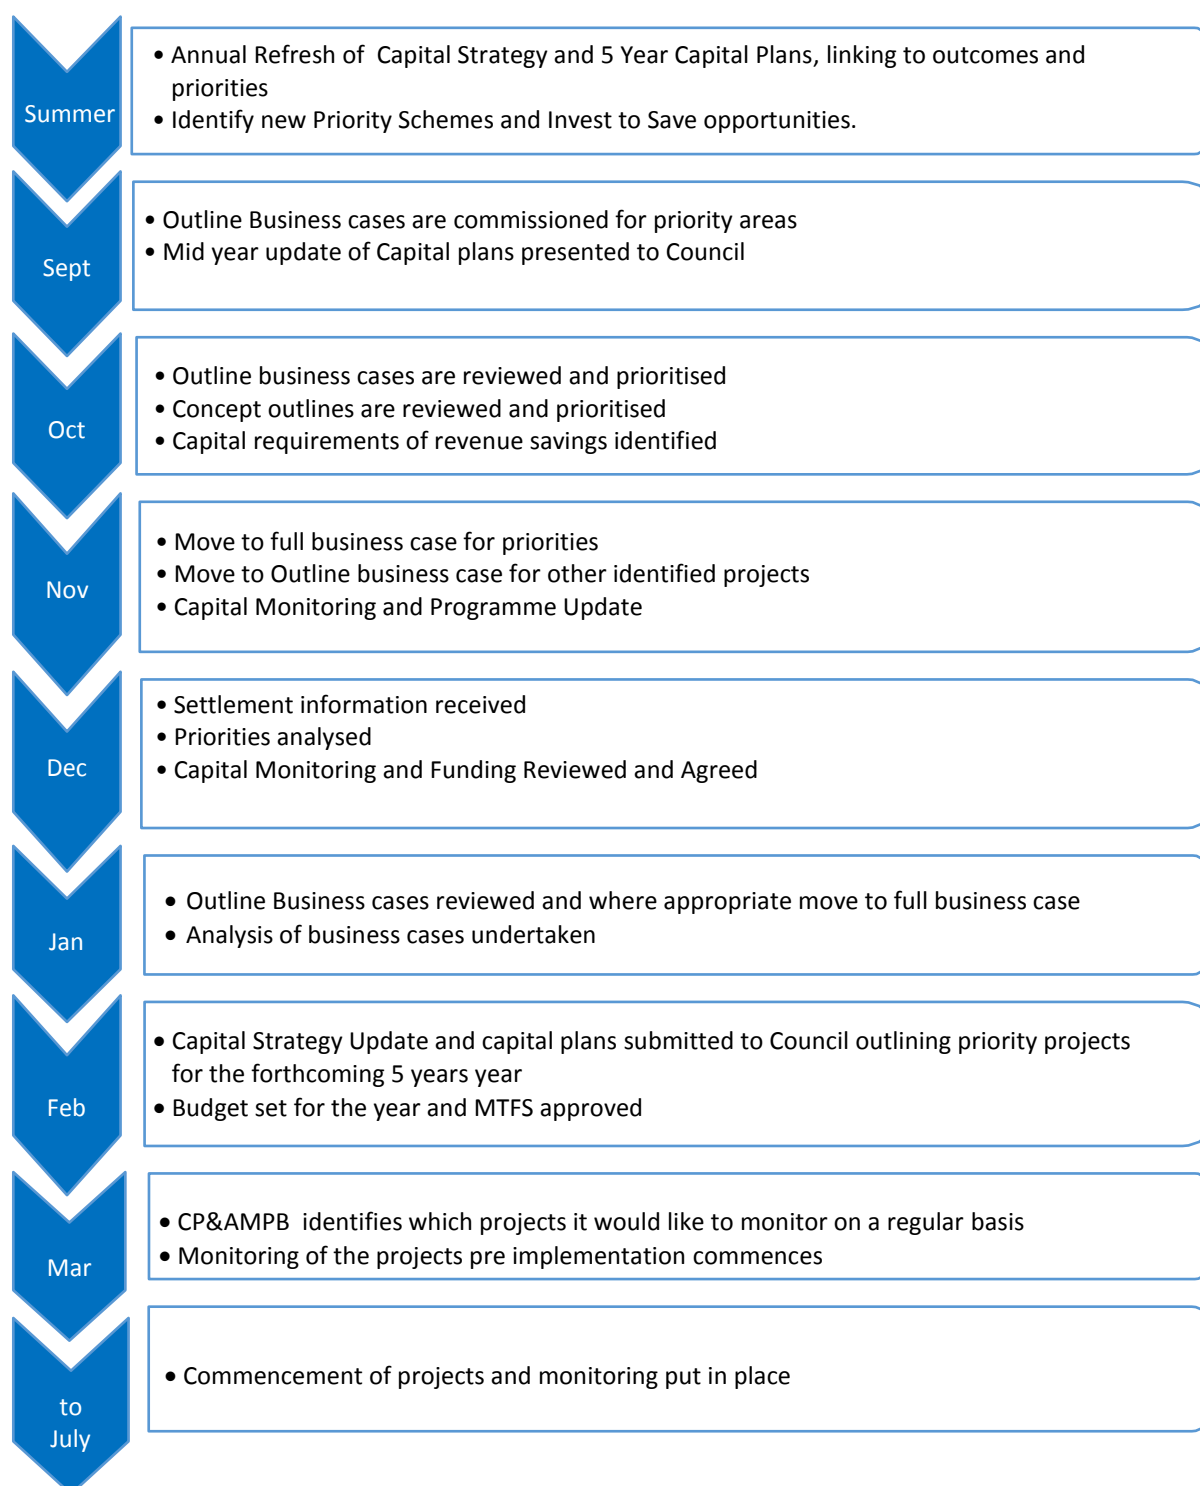 Summer
• Annual Refresh of Capital Strategy and 5 Year Capital Plans, linking to outcomes and
priorities
• Identify new Priority Schemes and Invest to Save opportunities.
Sept
• Outline Business cases are commissioned for priority areas
• Mid year update of Capital plans presented to Council
Oct
• Outline business cases are reviewed and prioritised
• Concept outlines are reviewed and prioritised
• Capital requirements of revenue savings identified
Nov
• Move to full business case for priorities
• Move to Outline business case for other identified projects
• Capital Monitoring and Programme Update
Dec
• Settlement information received
• Priorities analysed
• Capital Monitoring and Funding Reviewed and Agreed
Jan
• Outline Business cases reviewed and where appropriate move to full business case
• Analysis of business cases undertaken
Feb
• Capital Strategy Update and capital plans submitted to Council outlining priority projects
for the forthcoming 5 years year
• Budget set for the year and MTFS approved
Mar
• CP&AMPB identifies which projects it would like to monitor on a regular basis
• Monitoring of the projects pre implementation commences
to
July
• Commencement of projects and monitoring put in place